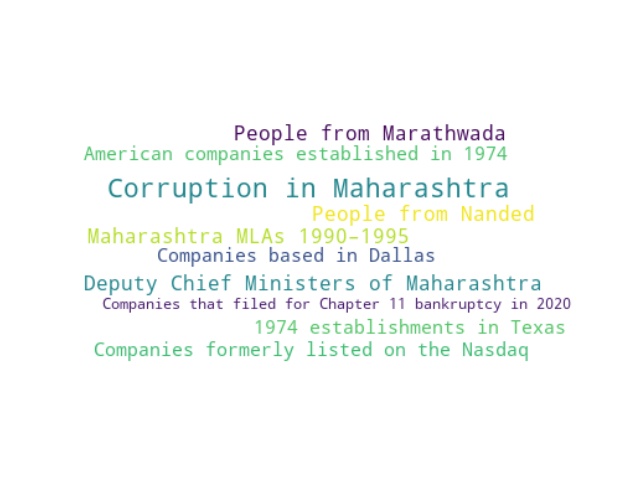 People from Marathwada
American companies established in 1974
Corruption in Maharashtra
People from Nanded
Maharashtra MLAs 1990–1995
Companies based in Dallas
Deputy Chief Ministers of Maharashtra
Companies that filed for Chapter 11 bankruptcy in 2020
1974 establishments in Texas
Companies formerly listed on the Nasdaq